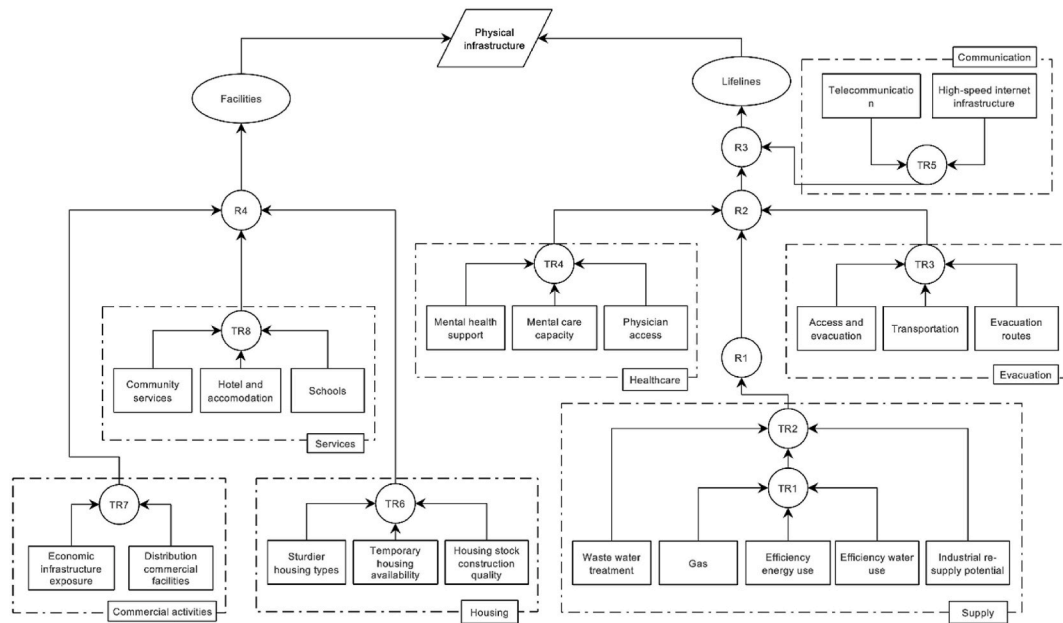 Physical
infrastructure
Facilities
Lifelines
Communication
Telecommunicatio
n
High-speed internet
infrastructure
R3
TR5
R4
R2
TR4
TR3
Mental health
support
Mental care
capacity
Physician
access
Healthcare
Access and
evacuation
Transportation
Evacuation
routes
Evacuation
TR8
Community
services
Hotel and
accomodation
Schools
Services
R1
TR2
TR1
Waste water
treatment
Gas
Efficiency
energy use
Efficiency water
use
Industrial re-
supply potential
Supply
TR7
Economic
infrastructure
exposure
Distribution
commercial
facilities
Commercial activities
TR6
Sturdier
housing types
Temporary
housing
availability
Housing stock
construction
quality
Housing